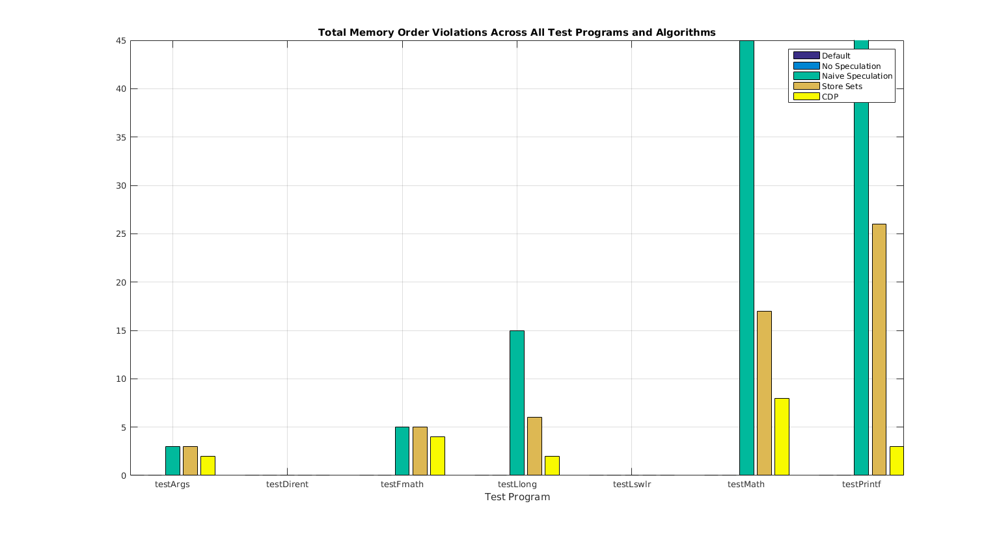 Total Memory Order Violations Across All Test Programs and Algorithms
45
40
35
30
25
20
15
10
5
0
Default
No Speculation
Naive Speculation
Store Sets
CDP
testArgs testDirent testFmath testLlong testLswlr testMath testPrintf
Test Program